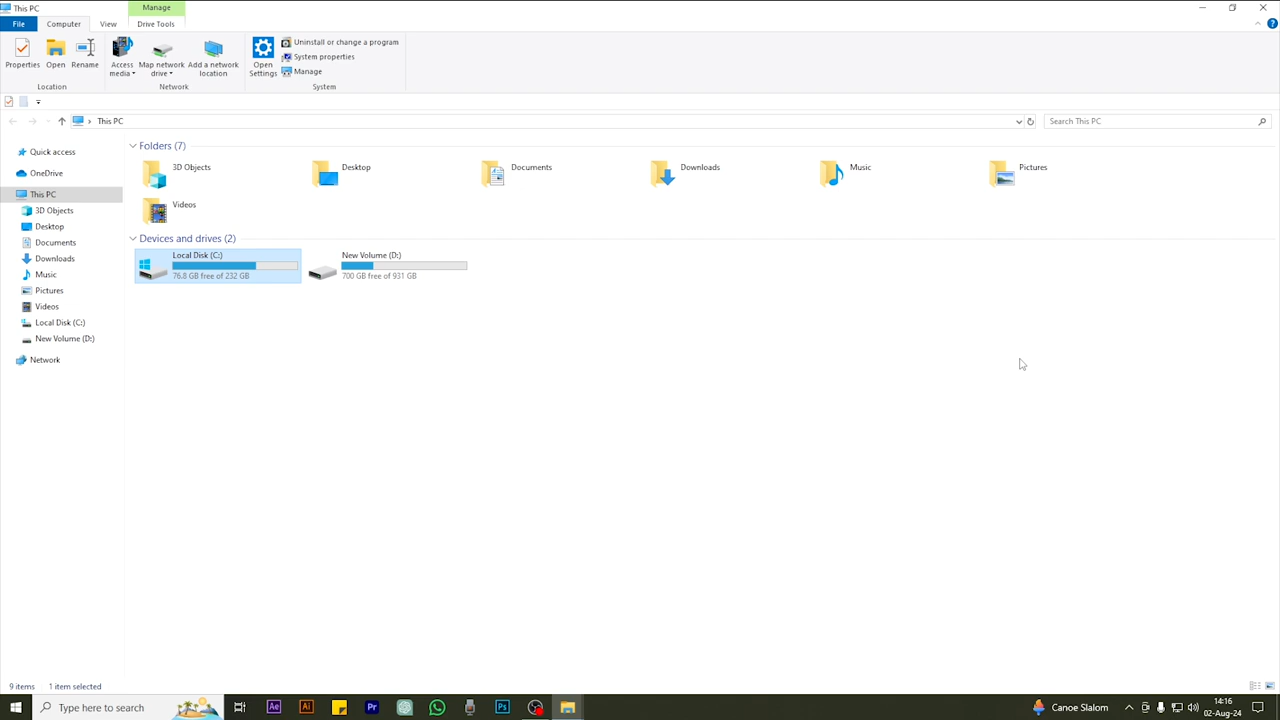 This PC
Manage
File
Computer
View
Drive Tools
Properties
Open
Rename
Access media
Map network drive
Add a network location
Open Settings
Uninstall or change a program
System properties
Manage
Location
Network
System
This PC
Search This PC
Quick access
OneDrive
This PC
3D Objects
Desktop
Documents
Downloads
Music
Pictures
Videos
Local Disk (C:)
New Volume (D:)
Network
Folders (7)
3D Objects
Desktop
Documents
Downloads
Music
Pictures
Videos
Devices and drives (2)
Local Disk (C:)
76.8 GB free of 232 GB
New Volume (D:)
700 GB free of 931 GB
9 items
1 item selected
Type here to search
Ae
Ai
Pr
Ps
Canoe Slalom
14:16
02-Aug-24